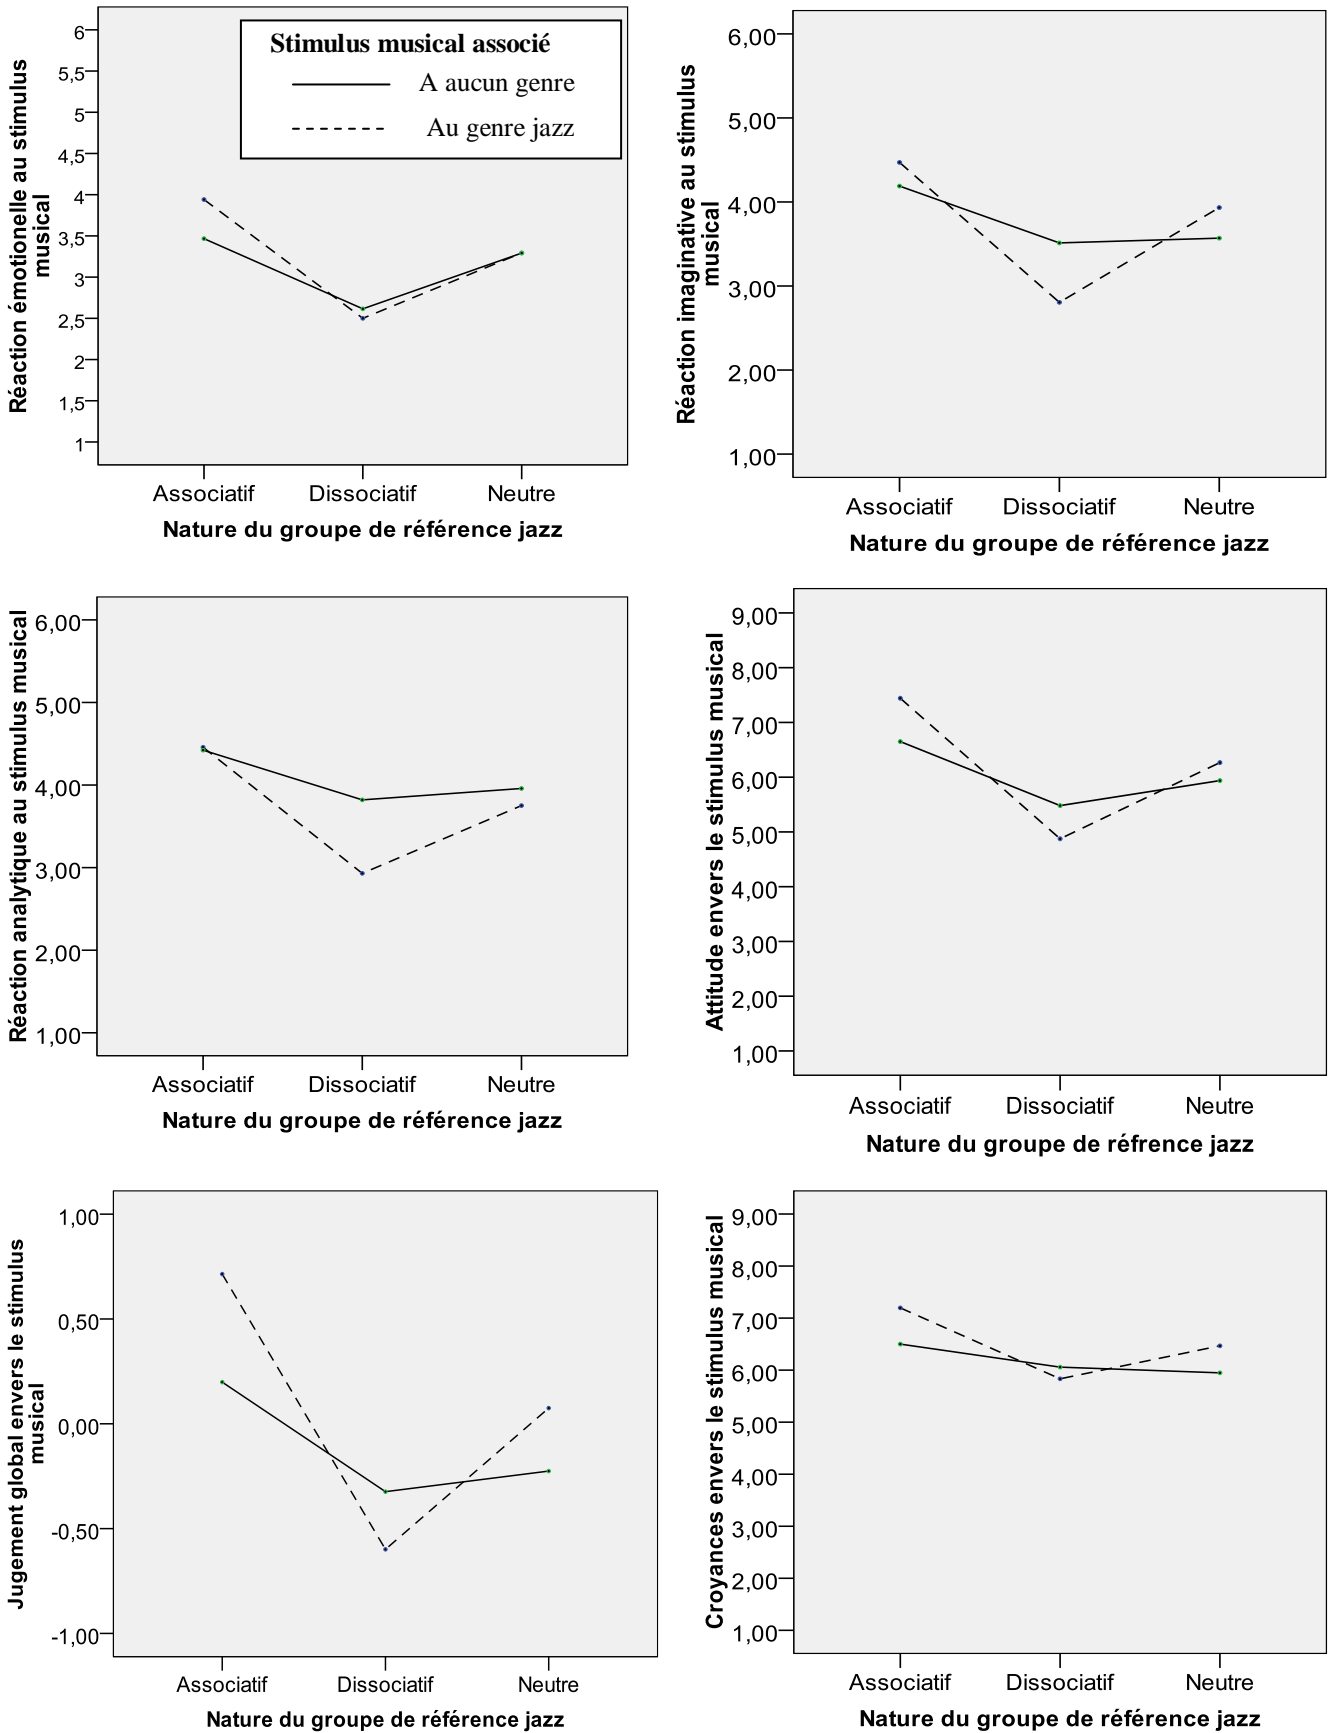 Réaction émotionelle au stimulus
musical
6
5,5
5
4,5
4
3,5
3
2,5
2
1,5
1
Stimulus musical associé
A aucun genre
Au genre jazz
Associatif Dissociatif Neutre
Nature du groupe de référence jazz
Réaction imaginative au stimulus
musical
6,00
5,00
4,00
3,00
2,00
1,00
Associatif Dissociatif Neutre
Nature du groupe de référence jazz
Réaction analytique au stimulus musical
6,00
5,00
4,00
3,00
2,00
1,00
Associatif Dissociatif Neutre
Nature du groupe de référence jazz
Attitude envers le stimulus musical
9,00
8,00
7,00
6,00
5,00
4,00
3,00
2,00
1,00
Associatif Dissociatif Neutre
Nature du groupe de réfrence jazz
Jugement global envers le stimulus
musical
1,00
0,50
0,00
-0,50
-1,00
Associatif Dissociatif Neutre
Nature du groupe de référence jazz
Croyances envers le stimulus musical
9,00
8,00
7,00
6,00
5,00
4,00
3,00
2,00
1,00
Associatif Dissociatif Neutre
Nature du groupe de référence jazz